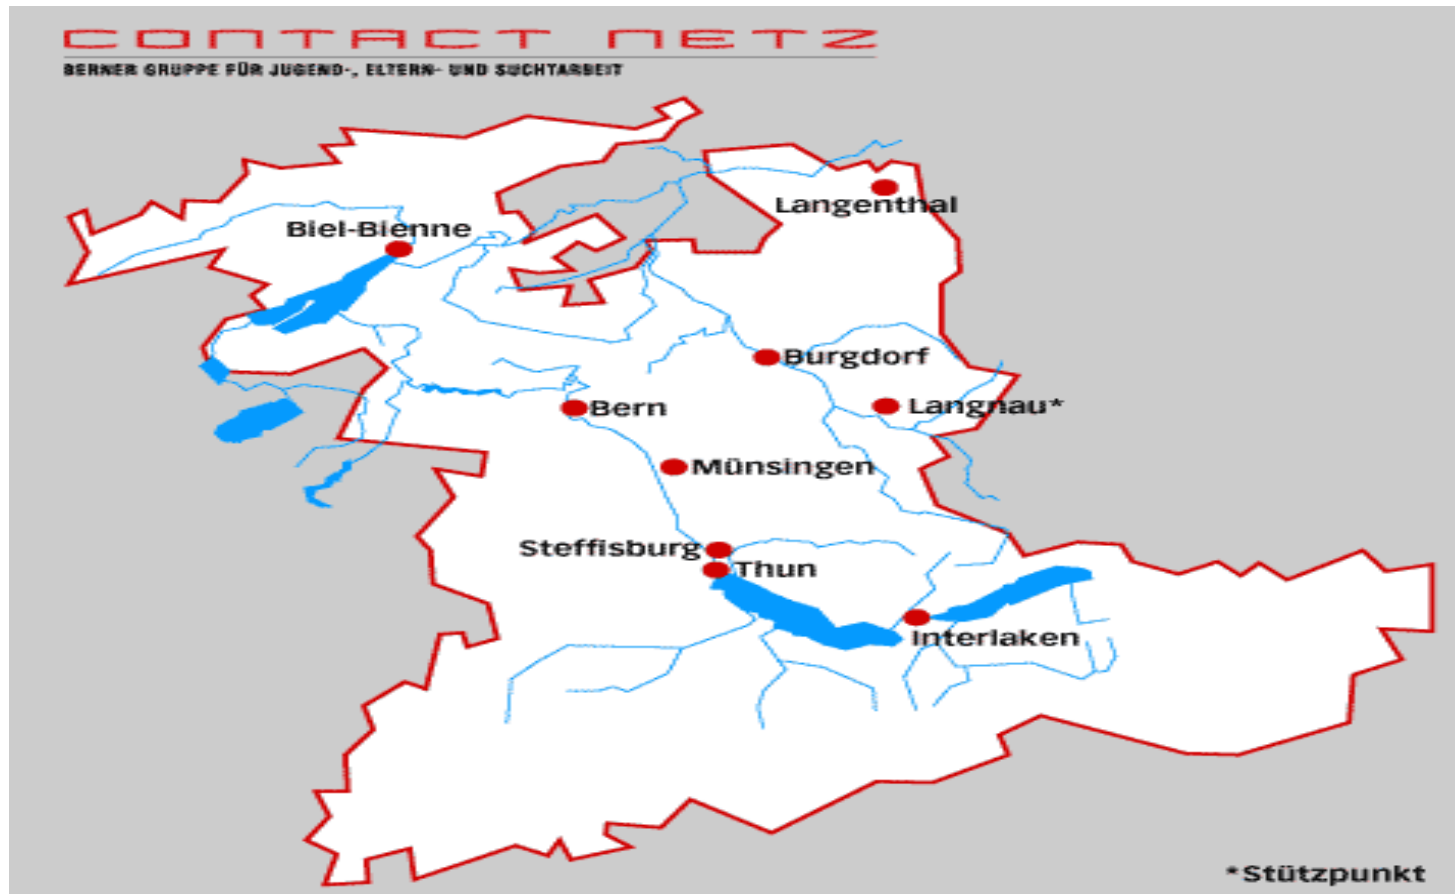 CONTACT NETZ
BERNER GRUPPE FÜR JUGEND-, ELTERN- UND SUCHTARBEIT
Langenthal
Biel-Bienne
Burgdorf
Bern
Langnau*
Münsingen
Steffisburg
Thun
Interlaken
*Stützpunkt